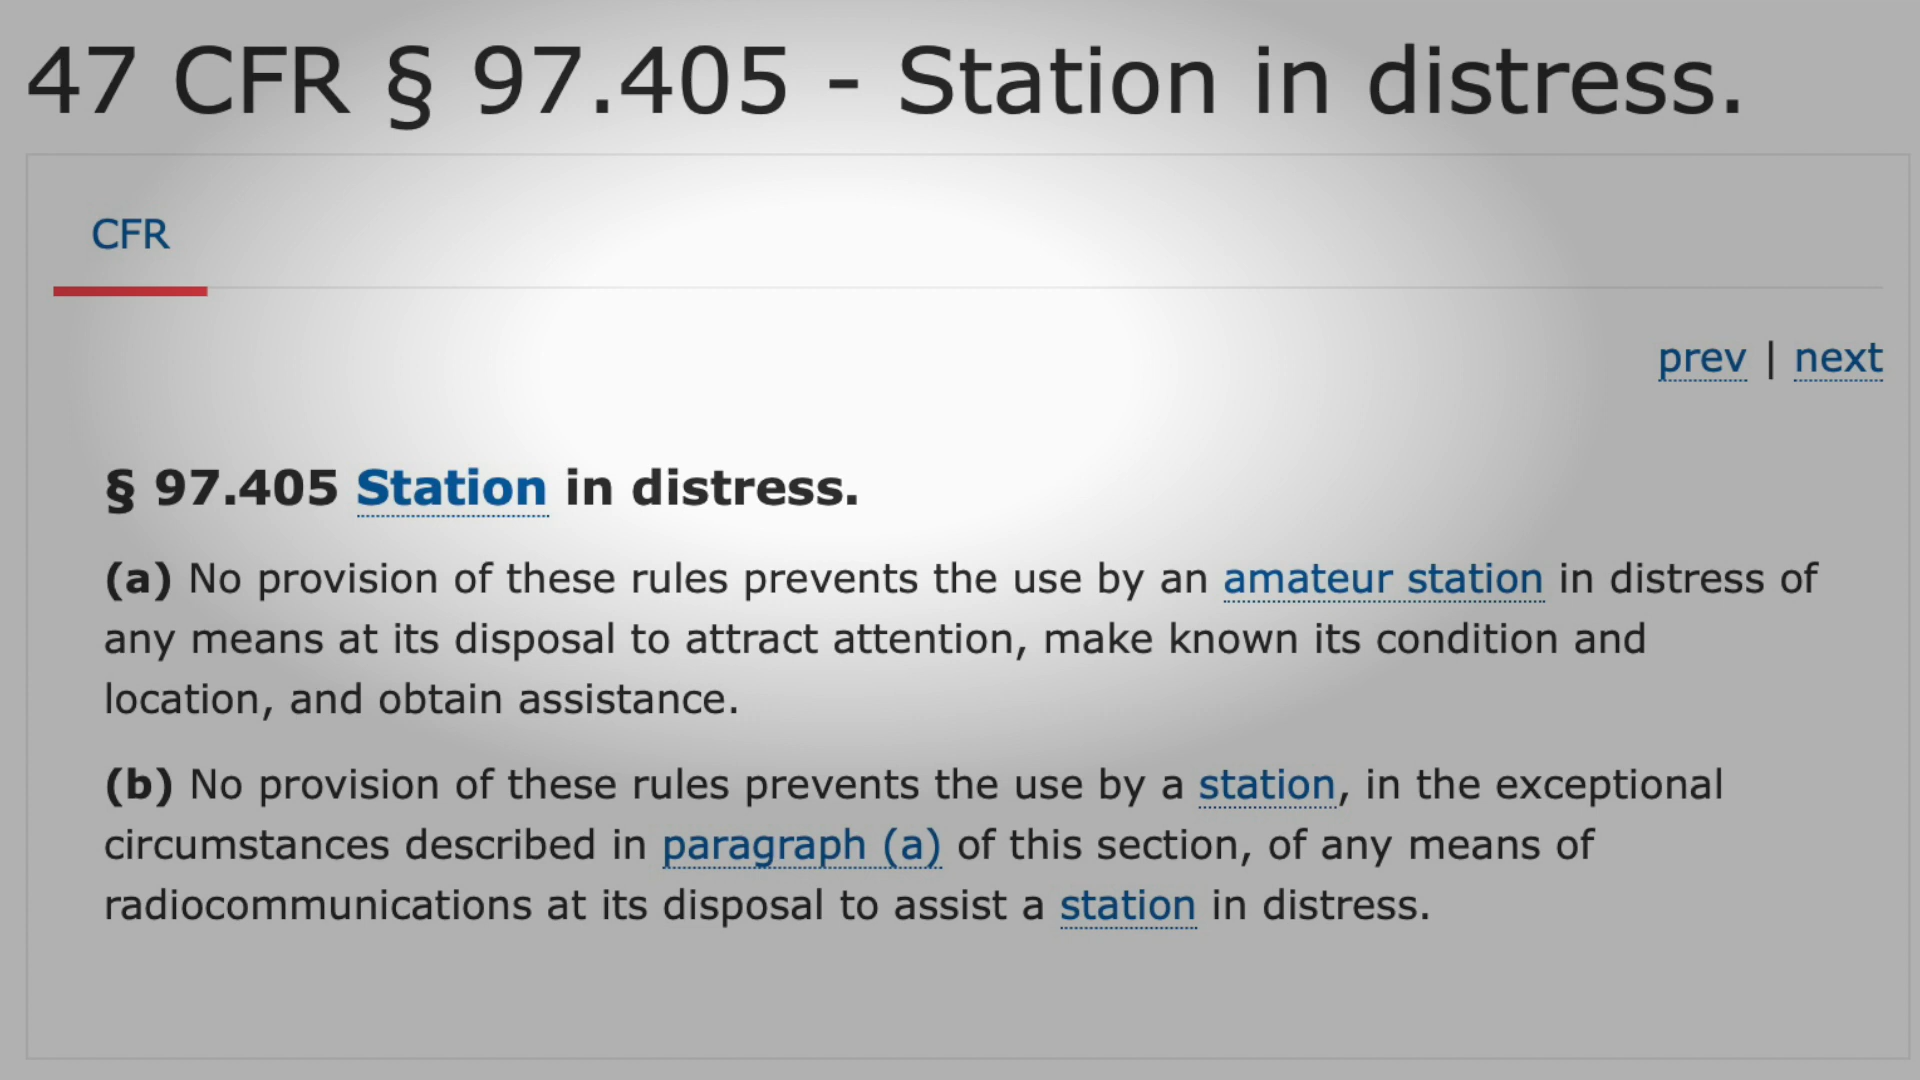 47 CFR § 97.405 - Station in distress.
CFR
prev | next
§ 97.405 Station in distress.
(a) No provision of these rules prevents the use by an amateur station in distress of
any means at its disposal to attract attention, make known its condition and
location, and obtain assistance.
(b) No provision of these rules prevents the use by a station, in the exceptional
circumstances described in paragraph (a) of this section, of any means of
radiocommunications at its disposal to assist a station in distress.